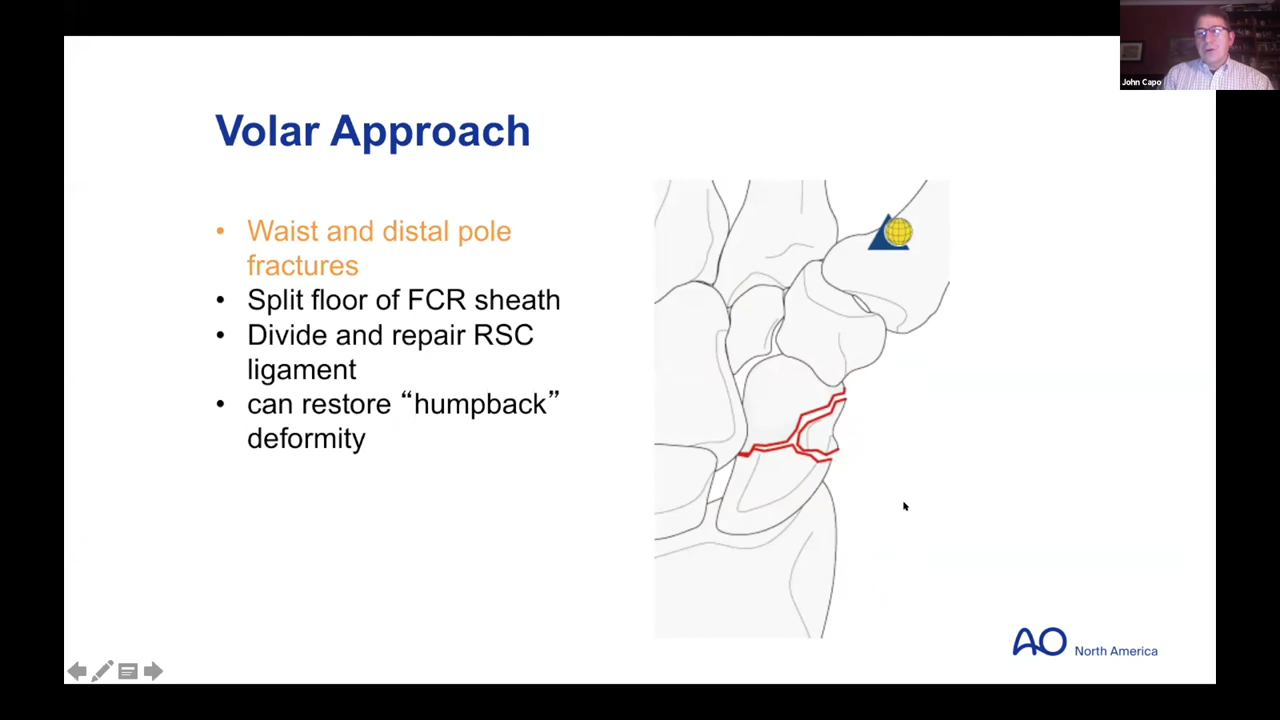 John Capo
Volar Approach
• Waist and distal pole
fractures
• Split floor of FCR sheath
• Divide and repair RSC
ligament
• can restore “humpback”
deformity
AO North America